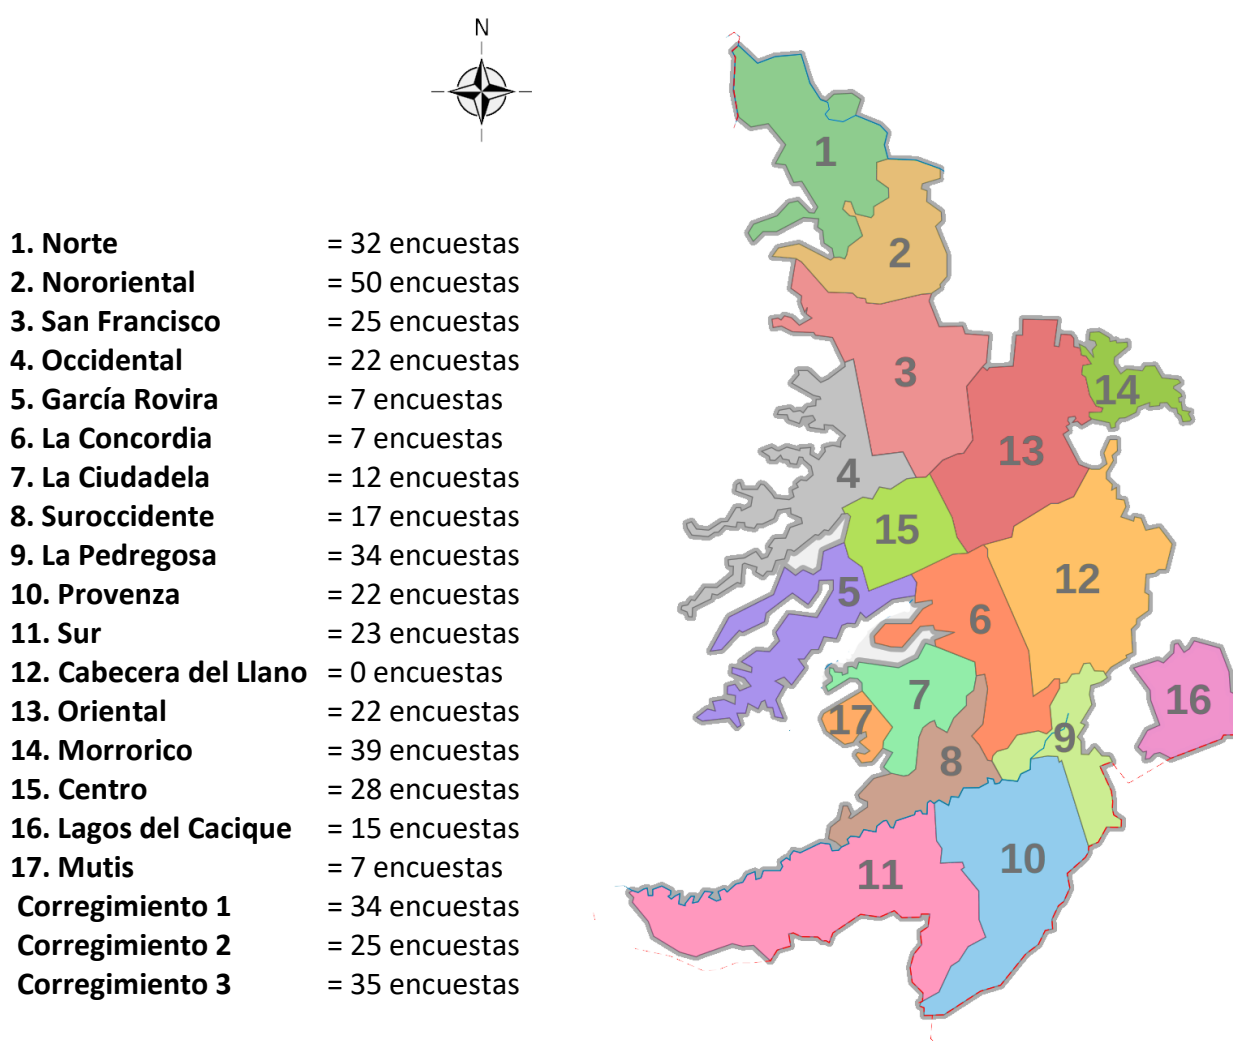 N
1. Norte = 32 encuestas
2. Nororiental = 50 encuestas
3. San Francisco = 25 encuestas
4. Occidental = 22 encuestas
5. García Rovira = 7 encuestas
6. La Concordia = 7 encuestas
7. La Ciudadela = 12 encuestas
8. Suroccidente = 17 encuestas
9. La Pedregosa = 34 encuestas
10. Provenza = 22 encuestas
11. Sur = 23 encuestas
12. Cabecera del Llano = 0 encuestas
13. Oriental = 22 encuestas
14. Morrorico = 39 encuestas
15. Centro = 28 encuestas
16. Lagos del Cacique = 15 encuestas
17. Mutis = 7 encuestas
Corregimiento 1 = 34 encuestas
Corregimiento 2 = 25 encuestas
Corregimiento 3 = 35 encuestas
1
2
3
14
13
4
15
12
5
6
7
16
17
9
8
10
11